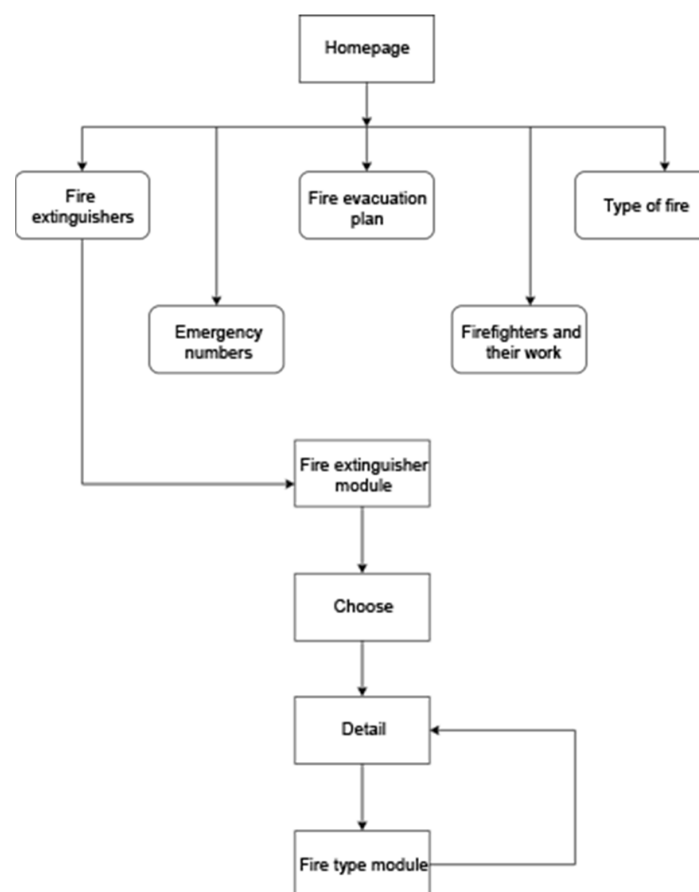 Homepage
Fire
extinguishers
Fire evacuation
plan
Type of fire
Emergency
numbers
Firefighters and
their work
Fire extinguisher
module
Choose
Detail
Fire type module